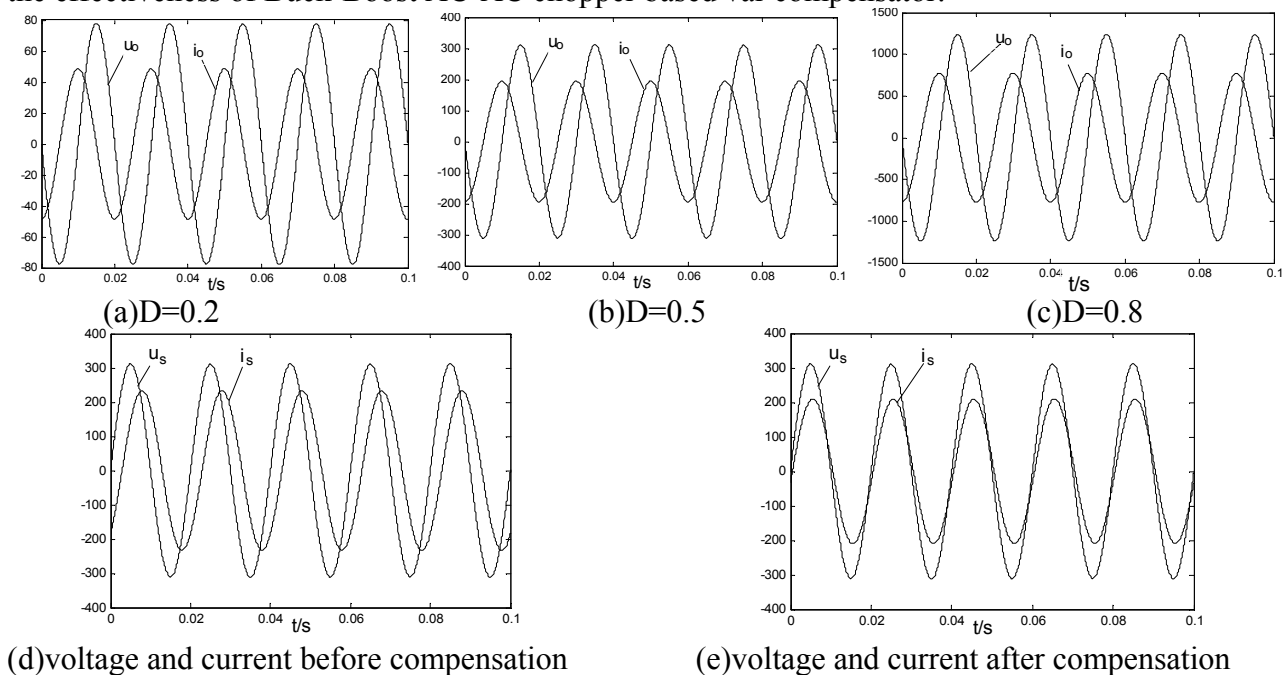 the effectiveness of Buck-Boost AC-AC chopper based var compensator.
80
60
40
20
0
-20
-40
-60
-80
uo
io
0 0.02 0.04 0.06 0.08 0.1
t/s
(a)D=0.2
400
300
200
100
0
-100
-200
-300
-400
uo
io
0 0.02 0.04 0.06 0.08 0.1
t/s
(b)D=0.5
1500
1000
500
0
-500
-1000
-1500
uo
io
0 0.02 0.04 0.06 0.08 0.1
t/s
(c)D=0.8
400
300
200
100
0
-100
-200
-300
-400
us
is
0 0.02 0.04 0.06 0.08 0.1
t/s
(d)voltage and current before compensation
400
300
200
100
0
-100
-200
-300
-400
us
is
0 0.02 0.04 0.06 0.08 0.1
t/s
(e)voltage and current after compensation